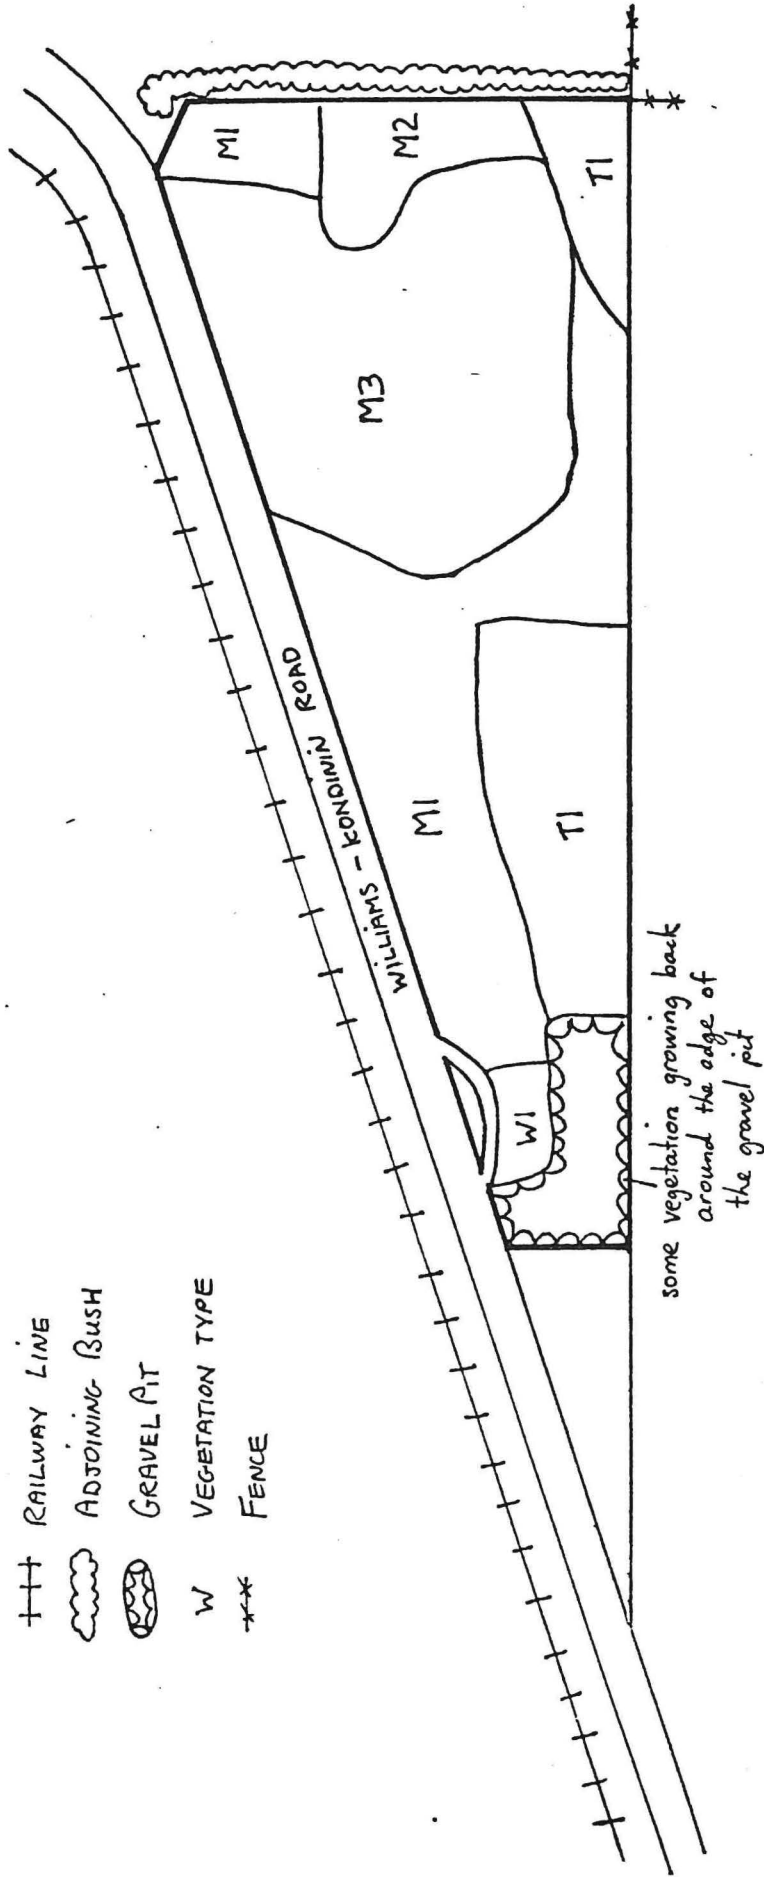 RAILWAY LINE
ADJOINING BUSH
GRAVEL PIT
W VEGETATION TYPE
FENCE
WILLIAMS - KONDININ ROAD
M1
M2
T1
M3
M1
T1
W1
some vegetation growing back
around the edge of
the gravel pit